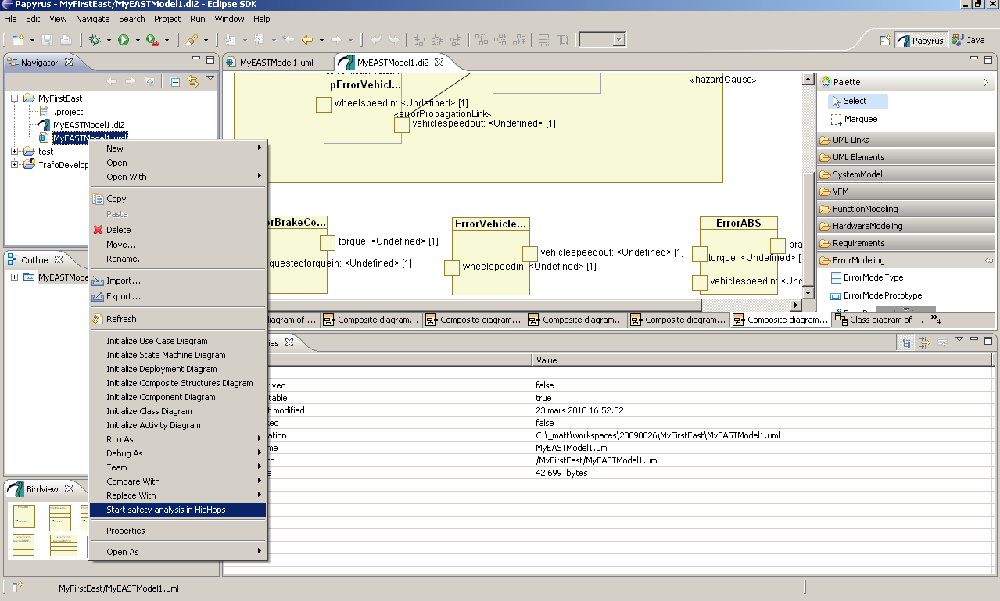 Papyrus - MyFirstEast/MyEASTModel1.di2 - Eclipse SDK
File Edit View Navigate Search Project Run Window Help
Papyrus Java
Navigator
MyFirstEast
.project
MyEASTModel1.di2
MyEASTModel1.uml
test
TrafoDevelop
New
Open
Open With
Copy
Paste
Delete
Move...
Rename...
Import...
Export...
Refresh
Initialize Use Case Diagram
Initialize State Machine Diagram
Initialize Deployment Diagram
Initialize Composite Structures Diagram
Initialize Component Diagram
Initialize Class Diagram
Initialize Activity Diagram
Run As
Debug As
Team
Compare With
Replace With
Start safety analysis in HipHops
Properties
Open As
Outline
MyEASTMode
Birdview
MyEASTModel1.uml MyEASTModel1.di2
pErrorVehicl...
wheelspeedin: <Undefined> [1]
«errorPropagationLink»
vehiclespeedout: <Undefined> [1]
«hazardCause»
orBrakeCo...
torque: <Undefined> [1]
questedtorquein: <Undefined> [1]
ErrorVehicle...
vehiclespeedout: <Undefined> [1]
wheelspeedin: <Undefined> [1]
ErrorABS
bra
torque: <Undefined> [1
vehiclespeedin: <Und
iagram of ... Composite diagram... Composite diagram... Composite diagram... Composite diagram... Composite diagram... Class diagram of ... »4
Palette
Select
Marquee
UML Links
UML Elements
SystemModel
VFM
FunctionModeling
HardwareModeling
Requirements
ErrorModeling
ErrorModelType
ErrorModelPrototype
ies
Value
rived false
table true
t modified 23 mars 2010 16.52.32
ked false
ation C:\_matt\workspaces\20090826\MyFirstEast\MyEASTModel1.uml
me MyEASTModel1.uml
th /MyFirstEast/MyEASTModel1.uml
e 42 699 bytes
MyFirstEast/MyEASTModel1.uml